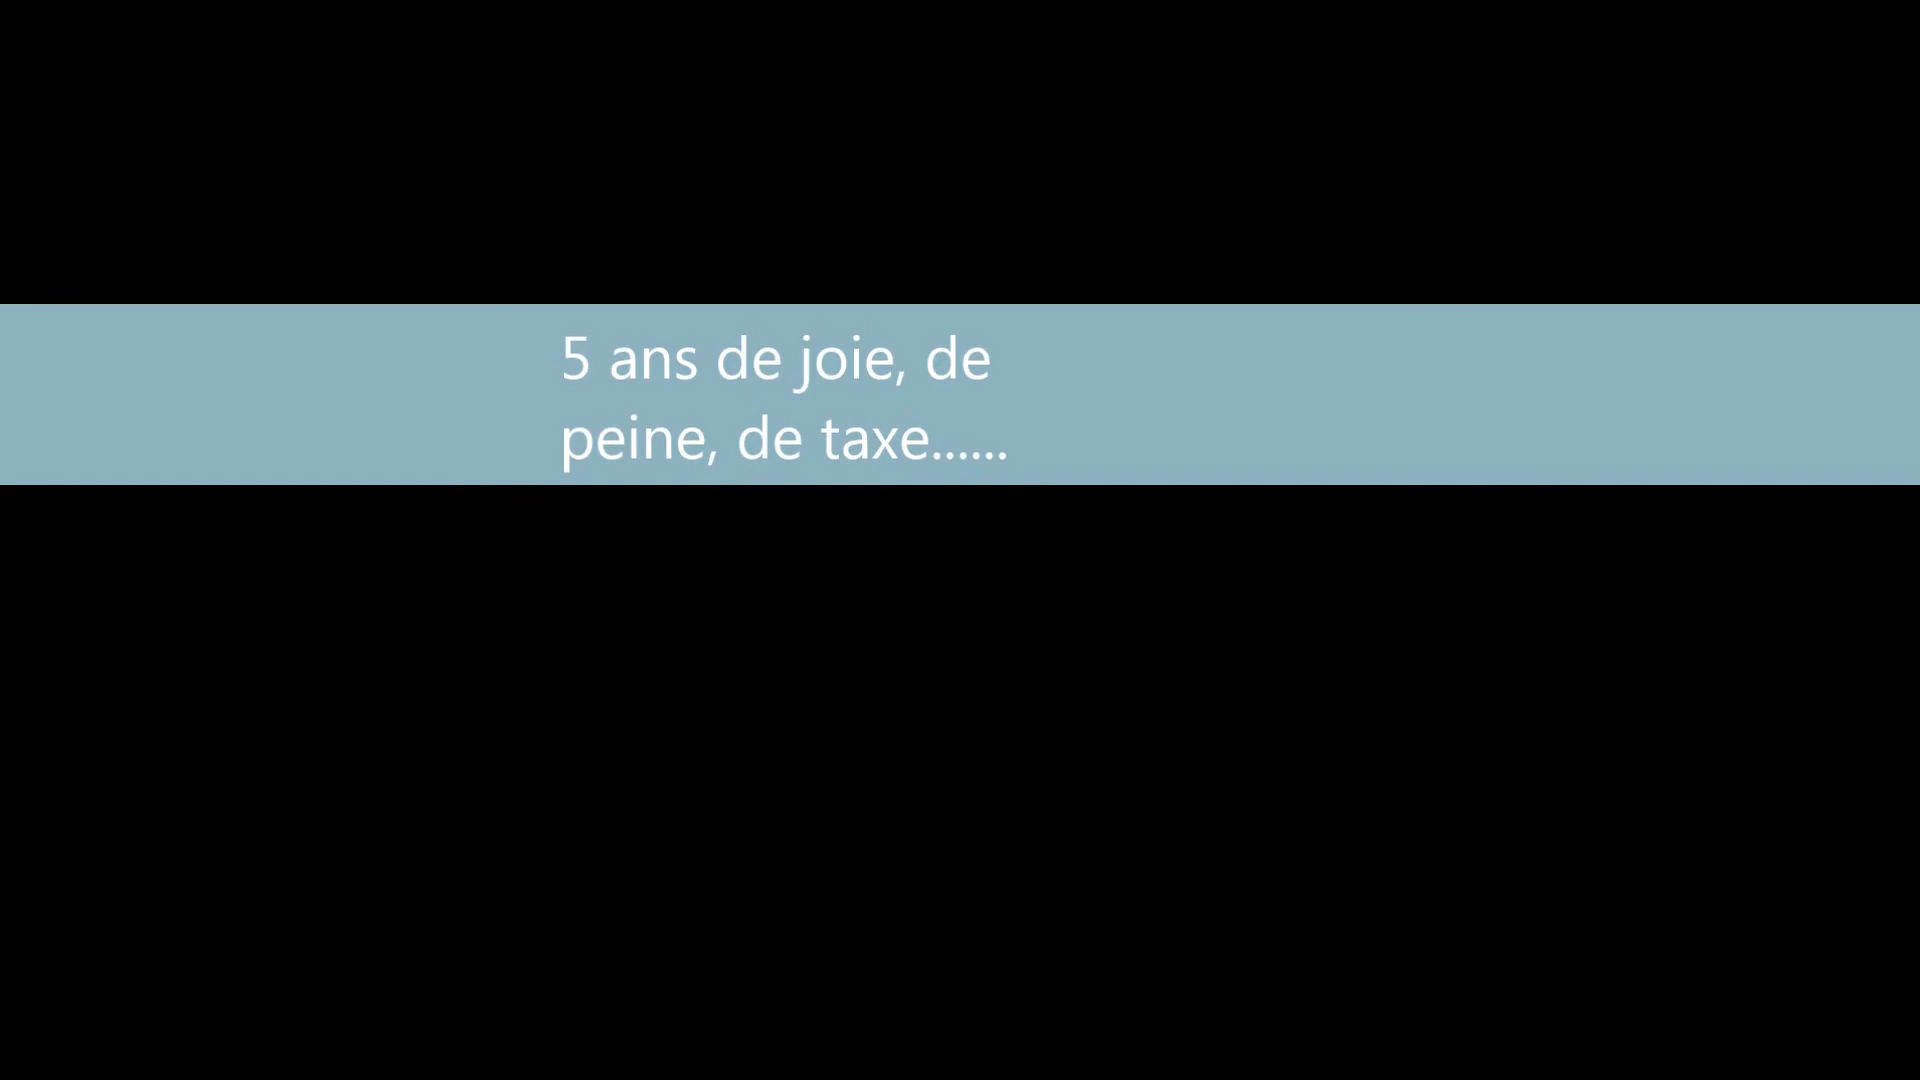 5 ans de joie, de
peine, de taxe......